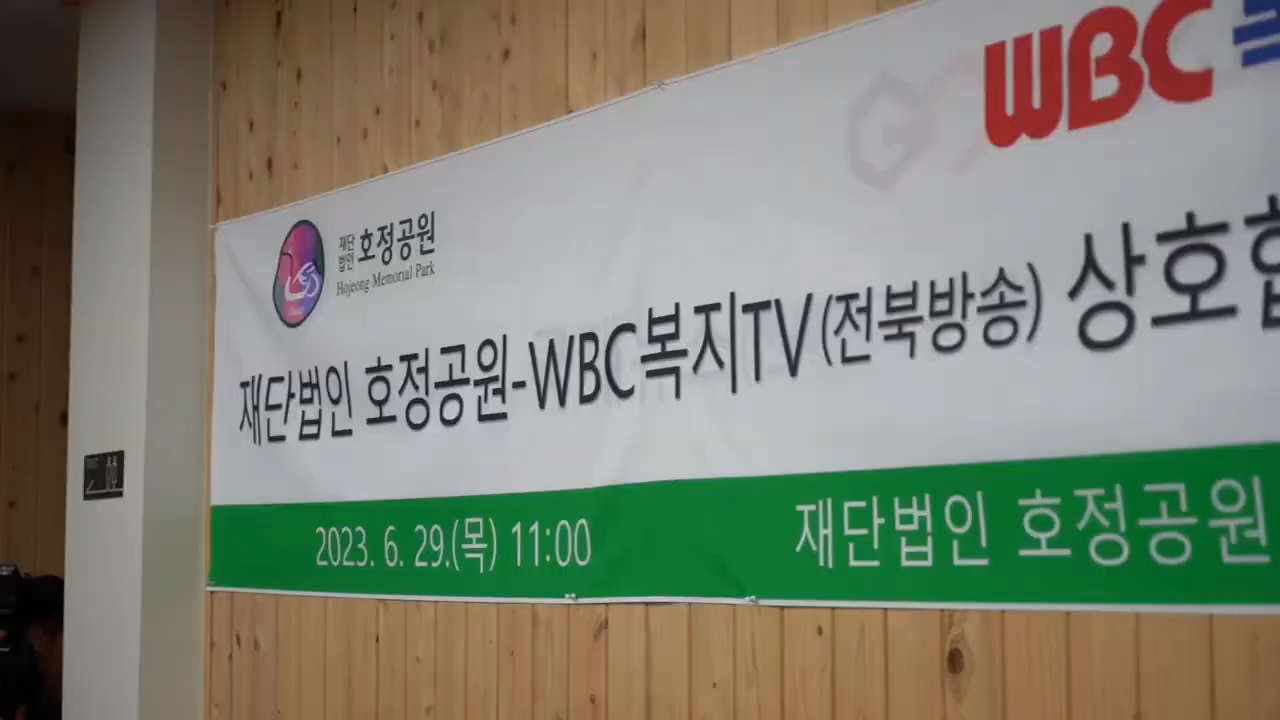 WBC
재단법인 호정공원
Hojeong Memorial Park
재단법인 호정공원-WBC복지TV(전북방송) 상호
2023. 6. 29.(목) 11:00
재단법인 호정공원